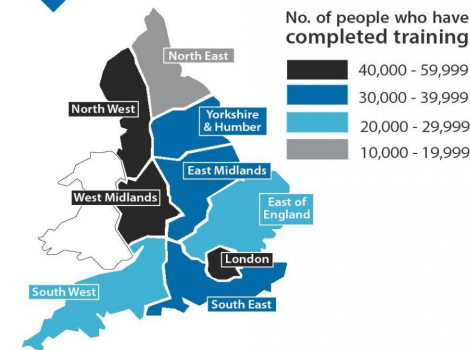 No. of people who have
completed training
40,000 - 59,999
30,000 - 39,999
20,000 - 29,999
10,000 - 19,999
North East
North West
Yorkshire
& Humber
East Midlands
West Midlands
East of
England
London
South West
South East